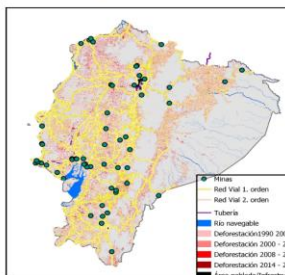 Minas
Red Vial 1. orden
Red Vial 2. orden
Tubería
Río navegable
Deforestación1990 200
Deforestación 2000 - 2
Deforestación 2008 - 2
Deforestación 2014 - 2